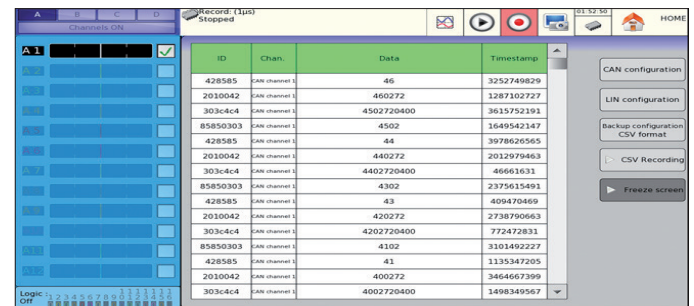 A B C D
Channels ON
Record: (1µs)
Stopped
01:52:50
HOME
A 1
A 2
A 7
A11
A12
Logic :
Off
ID Chan. Data Timestamp
428585 CAN channel 1 46 3252749829
2010042 CAN channel 1 460272 1287102727
303c4c4 CAN channel 1 4502720400 3615752191
85850303 CAN channel 1 4502 1649542147
428585 CAN channel 1 44 3978626565
2010042 CAN channel 1 440272 2012979463
303c4c4 CAN channel 1 4402720400 46661631
85850303 CAN channel 1 4302 2375615491
428585 CAN channel 1 43 409470469
2010042 CAN channel 1 420272 2738790663
303c4c4 CAN channel 1 4202720400 772472831
85850303 CAN channel 1 4102 3101492227
428585 CAN channel 1 41 1135347205
2010042 CAN channel 1 400272 3464667399
303c4c4 CAN channel 1 4002720400 1498349567
CAN configuration
LIN configuration
Backup configuration
CSV format
CSV Recording
Freeze screen